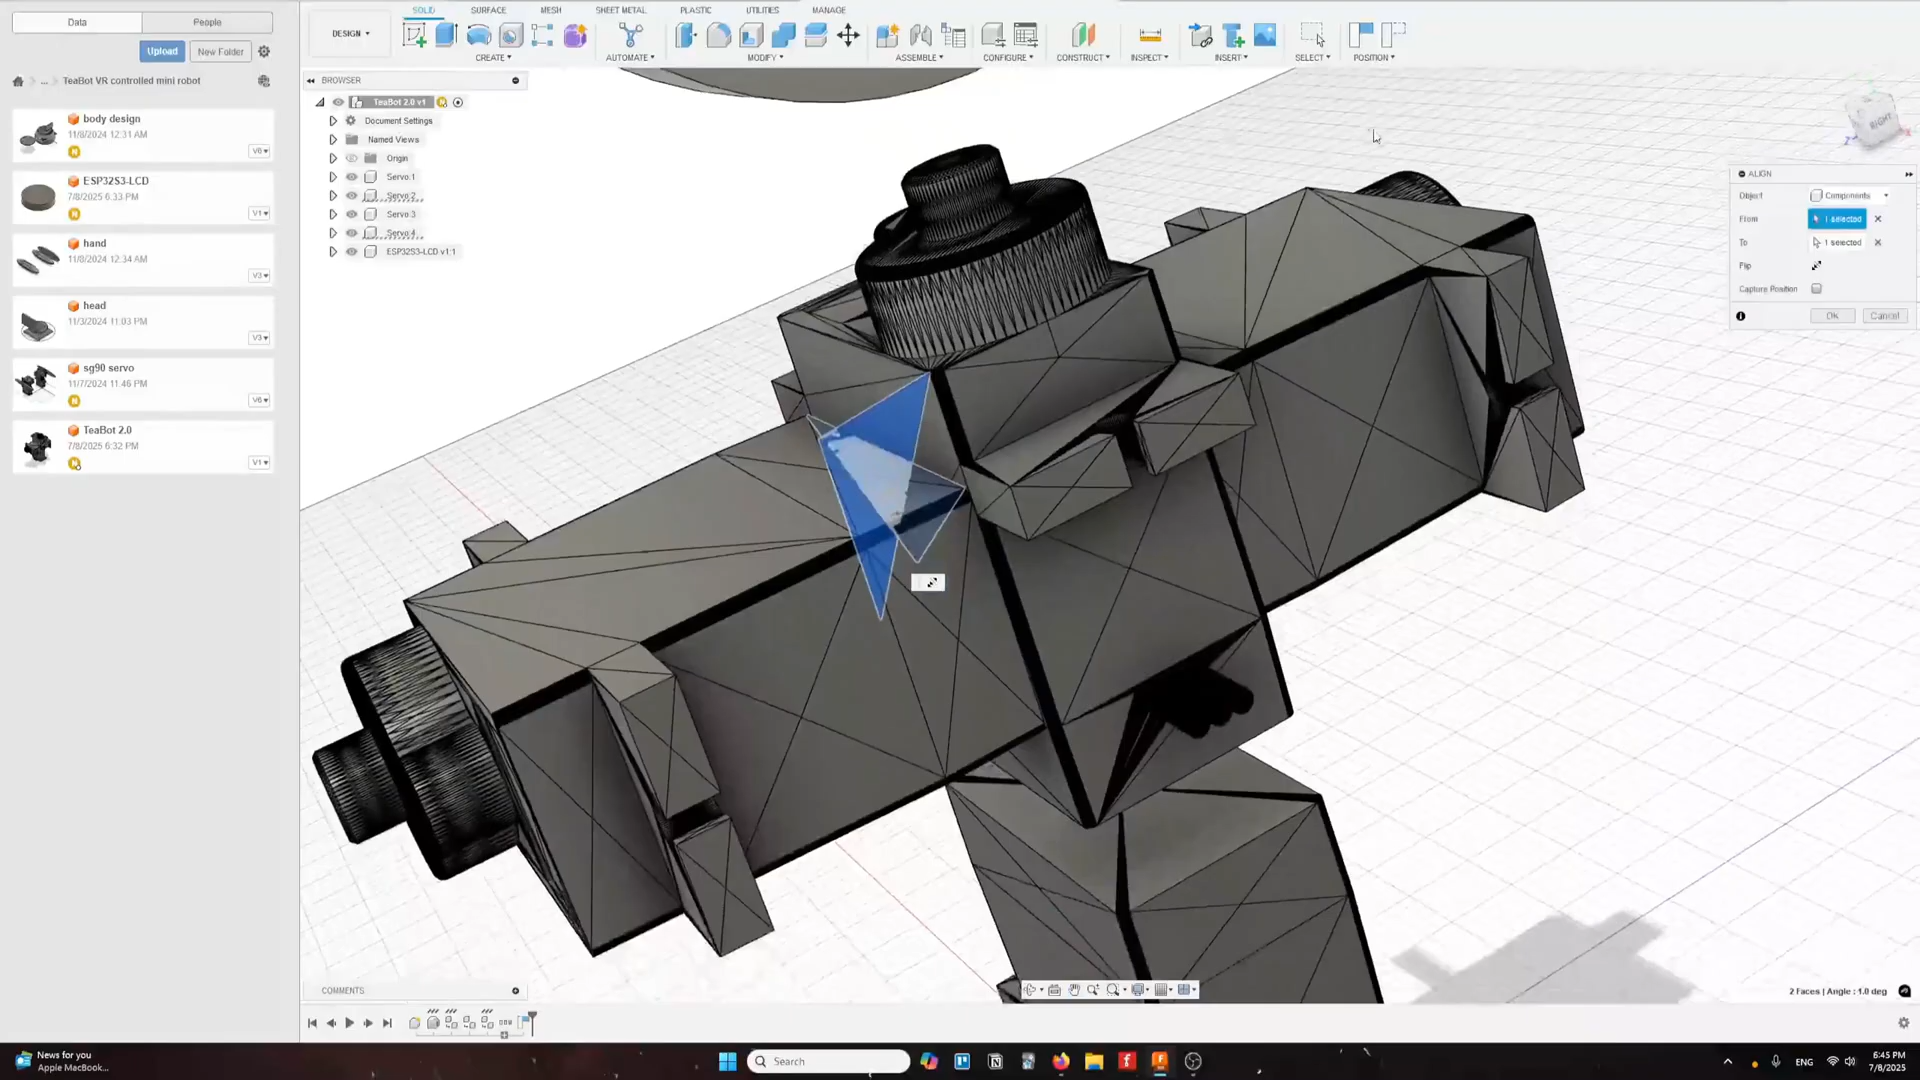 Data
People
Upload
New Folder
... TeaBot VR controlled mini robot
body design
11/8/2024 12:31 AM
V6
ESP32S3-LCD
7/8/2025 6:33 PM
V1
hand
11/8/2024 12:34 AM
V3
head
11/3/2024 11:03 PM
V3
sg90 servo
11/7/2024 11:46 PM
V6
TeaBot 2.0
7/8/2025 6:32 PM
V1
SOLID
SURFACE
MESH
SHEET METAL
PLASTIC
UTILITIES
MANAGE
DESIGN
CREATE
AUTOMATE
MODIFY
ASSEMBLE
CONFIGURE
CONSTRUCT
INSPECT
INSERT
SELECT
POSITION
BROWSER
TeaBot 2.0 v1
Document Settings
Named Views
Origin
Servo:1
Servo:2
Servo:3
Servo:4
ESP32S3-LCD v1:1
RIGHT
ALIGN
Object
Components
From
1 selected
To
1 selected
Flip
Capture Position
OK
Cancel
COMMENTS
2 Faces | Angle : 1.0 deg
News for you
Apple MacBook...
Search
ENG
6:45 PM
7/8/2025